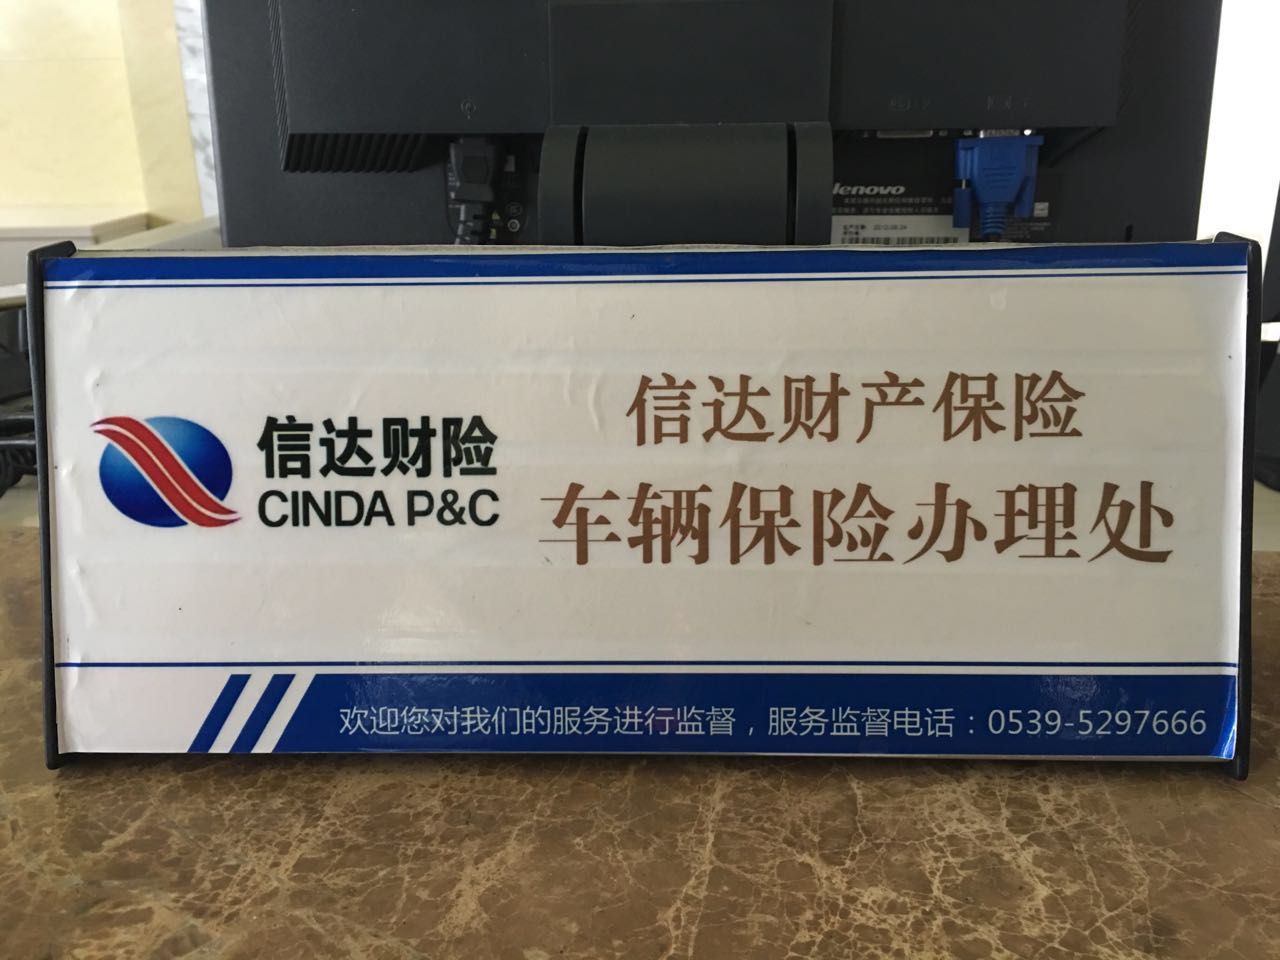 lenovo
信达财险
CINDA P&C
信达财产保险
车辆保险办理处
欢迎您对我们的服务进行监督，服务监督电话：0539-5297666